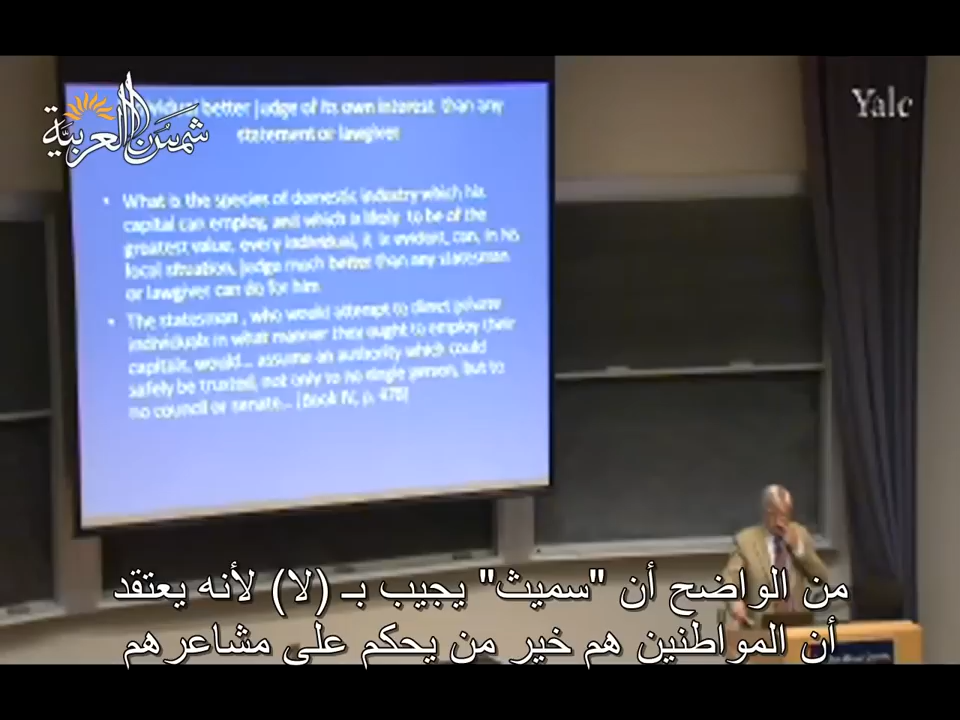 شمس العربية
Yale
better judge of his own interest than any
statement or lawgiver
• What is the species of domestic industry which his
capital can employ, and which is likely to be of the
greatest value, every individual, it is evident, can, in his
local situation, judge much better than any statesman
or lawgiver can do for him
• The statesman, who would attempt to direct private
individuals in what manner they ought to employ their
capitals, would... assume an authority which could
safely be trusted, not only to no single person, but to
no council or senate... [Book IV, p. 478]
من الواضح أن "سميث" يجيب بـ (لا) لأنه يعتقد
أن المواطنين هم خير من يحكم على مشاعرهم